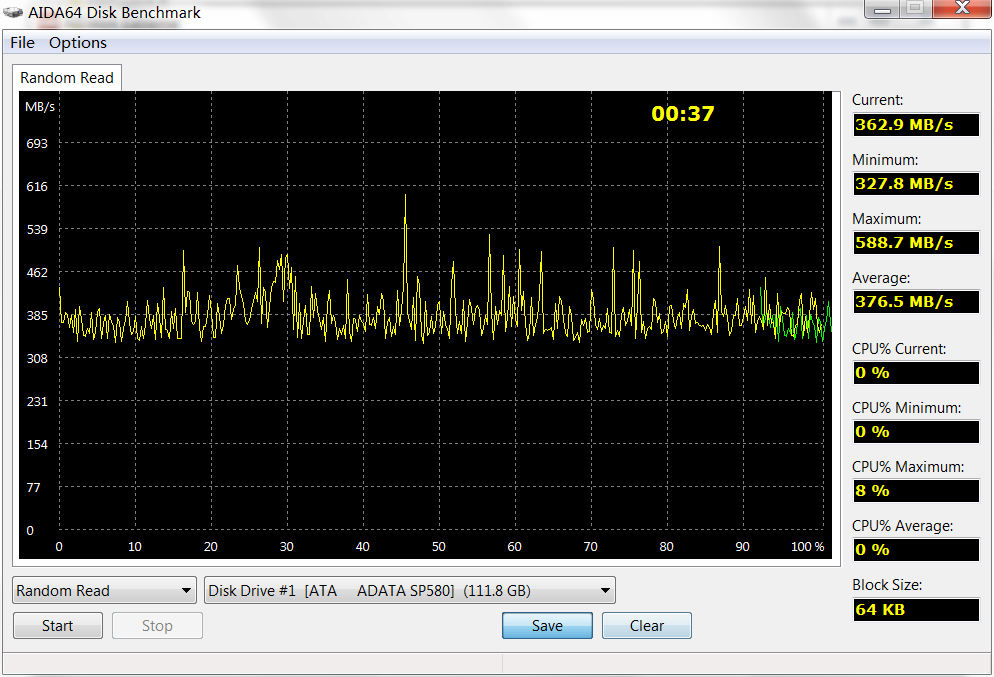 AIDA64 Disk Benchmark
File Options
Random Read
MB/s
00:37
693
616
539
462
385
308
231
154
77
0
0 10 20 30 40 50 60 70 80 90 100 %
Current:
362.9 MB/s
Minimum:
327.8 MB/s
Maximum:
588.7 MB/s
Average:
376.5 MB/s
CPU% Current:
0 %
CPU% Minimum:
0 %
CPU% Maximum:
8 %
CPU% Average:
0 %
Block Size:
64 KB
Random Read
Disk Drive #1 [ATA ADATA SP580] (111.8 GB)
Start Stop Save Clear